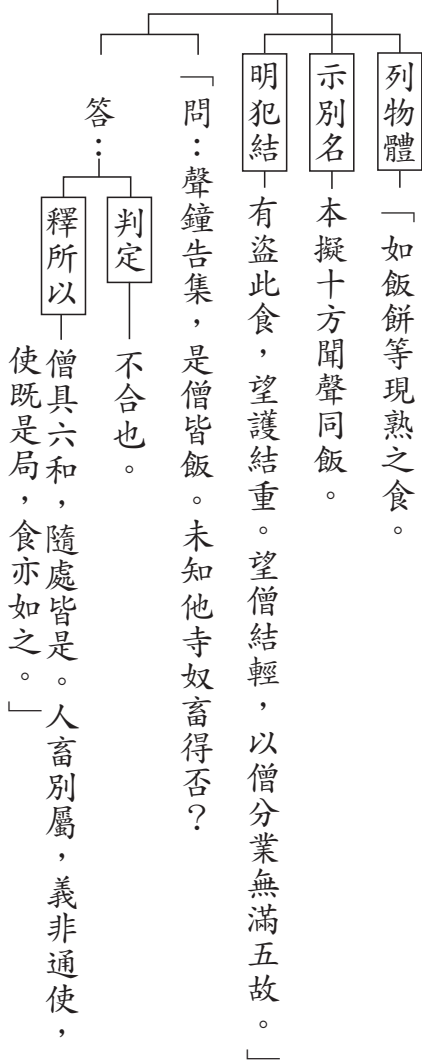 列物體「如飯餅等現熟之食。
示別名 本擬十方聞聲同飯。
明犯結 有盜此食，望護結重。望僧結輕，以僧分業無滿五故。」
「問：聲鐘告集，是僧皆飯。未知他寺奴畜得否？
答：
判定 不合也。
釋所以 僧具六和，隨處皆是。人畜別屬，義非通使，
使既是局，食亦如之。」